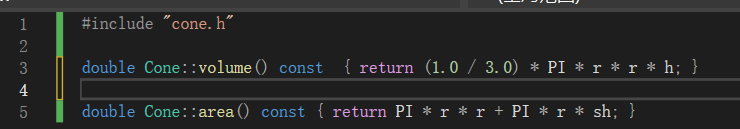 1 #include "cone.h"
2
3 double Cone::volume() const  { return (1.0 / 3.0) * PI * r * r * h; }
4
5 double Cone::area() const { return PI * r * r + PI * r * sh; }